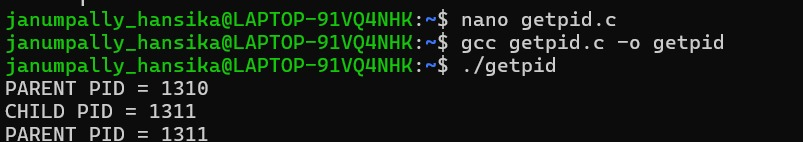 janumpally_hansika@LAPTOP-91VQ4NHK:~$ nano getpid.c
janumpally_hansika@LAPTOP-91VQ4NHK:~$ gcc getpid.c -o getpid
janumpally_hansika@LAPTOP-91VQ4NHK:~$ ./getpid
PARENT PID = 1310
CHILD PID = 1311
PARENT PID = 1311